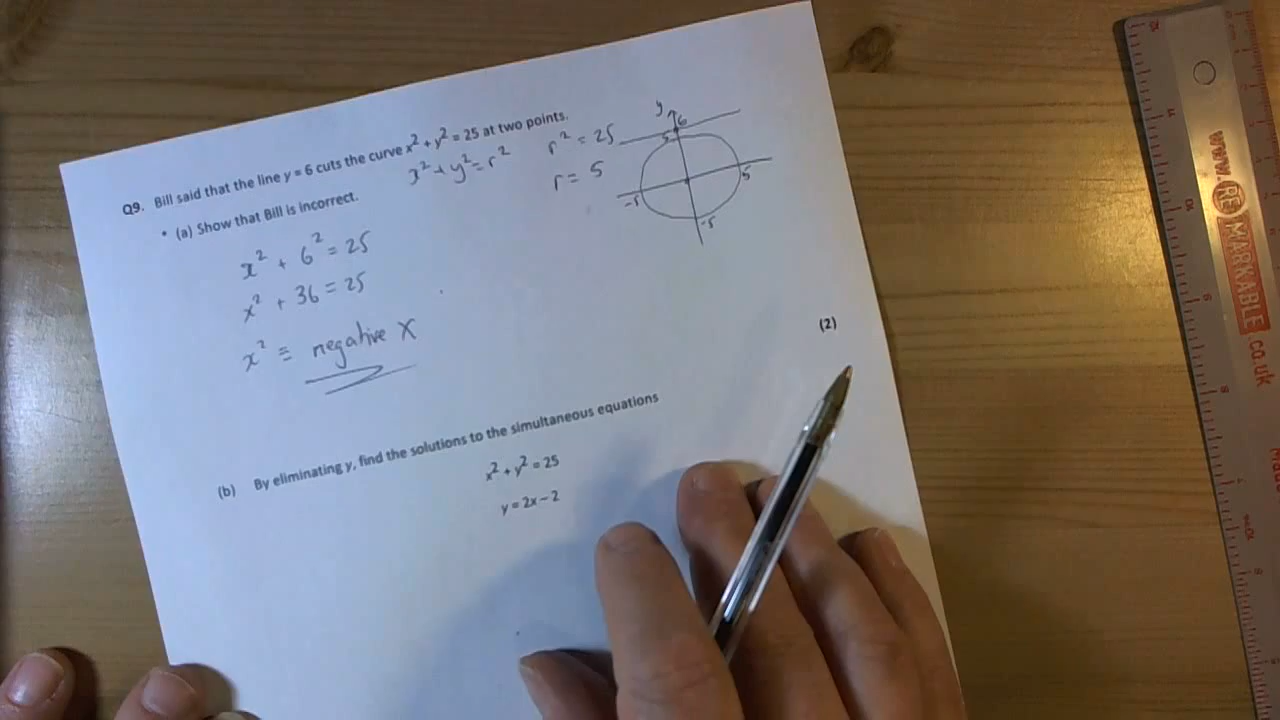 Q9. Bill said that the line y = 6 cuts the curve x² + y² = 25 at two points.
x² + y² = r²
r² = 25
r = 5
y
6
5
5
-5
-5
• (a) Show that Bill is incorrect.
x² + 6² = 25
x² + 36 = 25
x² = negative X
(2)
(b) By eliminating y, find the solutions to the simultaneous equations
x² + y² = 25
y = 2x – 2
www.REMARKABLE.co.uk